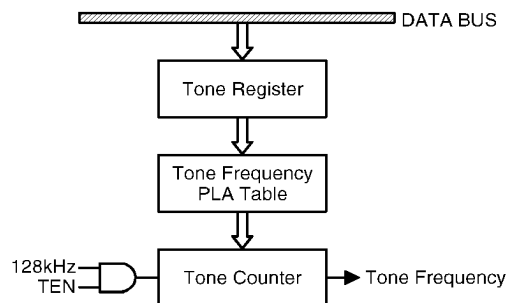 DATA BUS
Tone Register
Tone Frequency
PLA Table
128kHz
TEN
Tone Counter
Tone Frequency